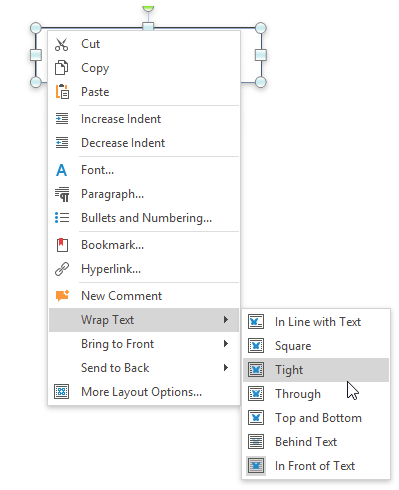 Cut
Copy
Paste
Increase Indent
Decrease Indent
Font...
Paragraph...
Bullets and Numbering...
Bookmark...
Hyperlink...
New Comment
Wrap Text
Bring to Front
Send to Back
More Layout Options...
In Line with Text
Square
Tight
Through
Top and Bottom
Behind Text
In Front of Text